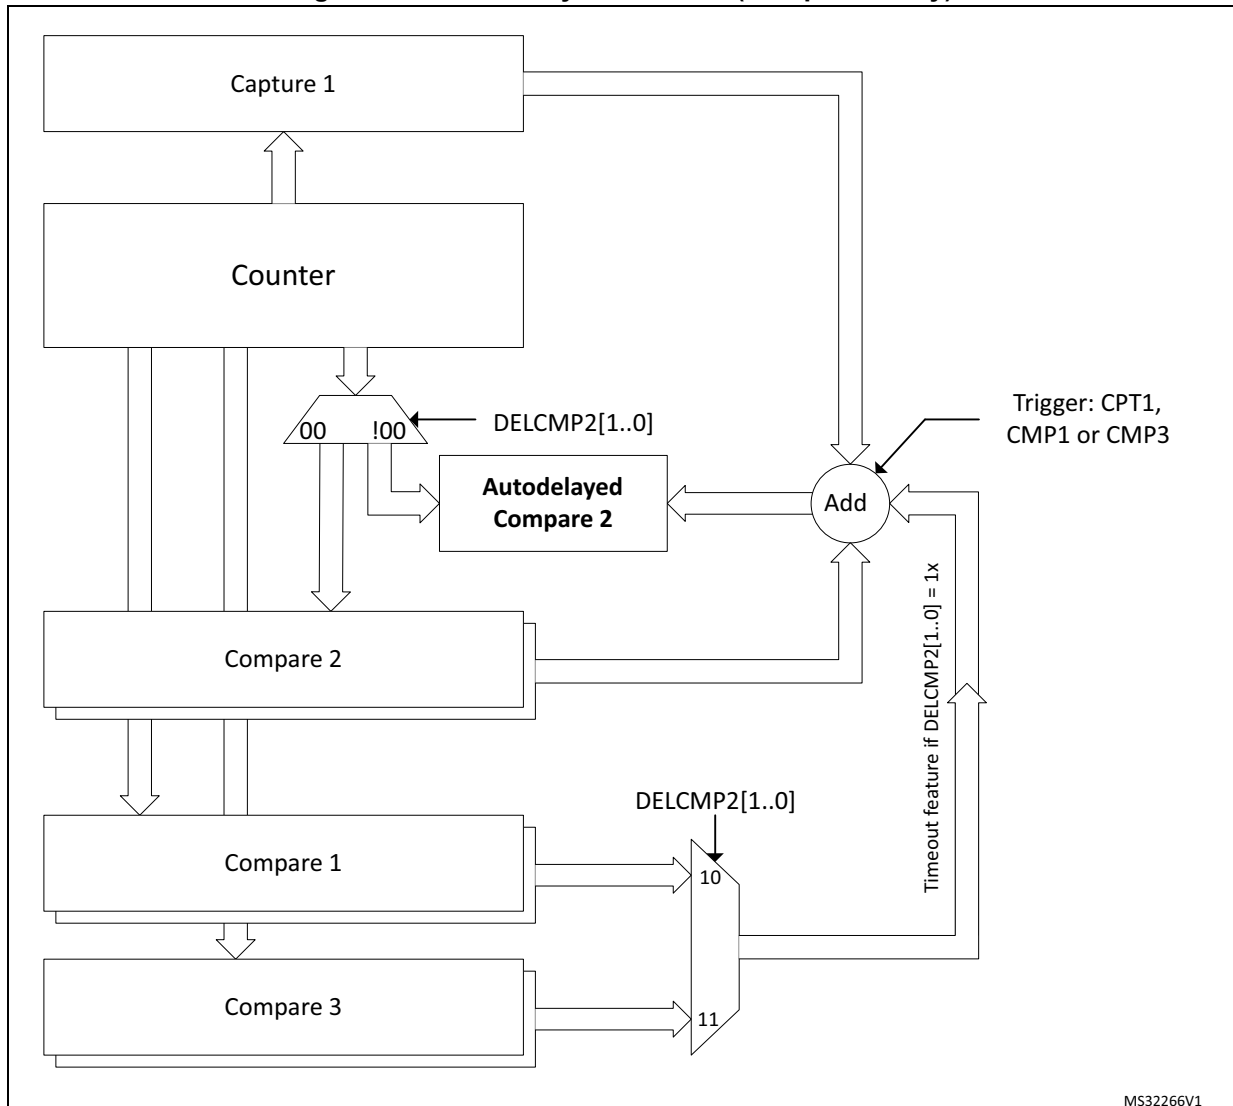 Capture 1
Counter
00 !00
DELCMP2[1..0]
Trigger: CPT1,
CMP1 or CMP3
Autodelayed
Compare 2
Add
Timeout feature if DELCMP2[1..0] = 1x
Compare 2
DELCMP2[1..0]
Compare 1
10
Compare 3
11
MS32266V1